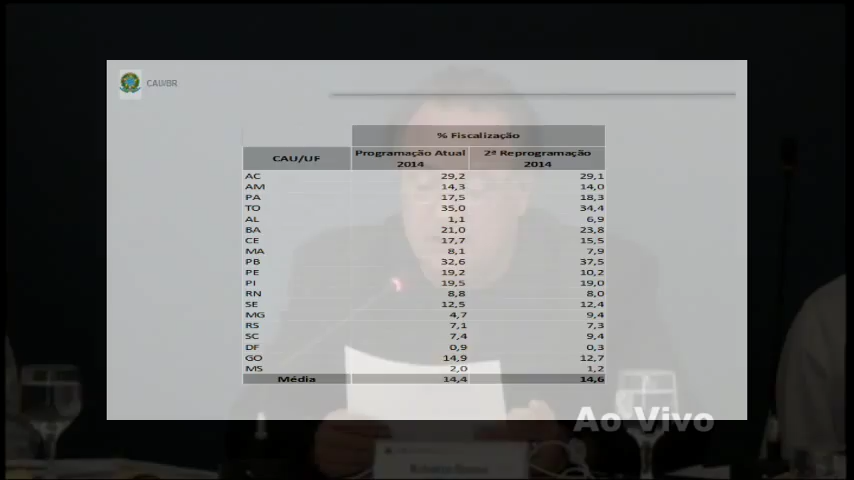 CAU/BR
% Fiscalização
CAU/UF Programação Atual 2014 2ª Reprogramação 2014
AC 29,2 29,1
AM 14,3 14,0
PA 17,5 18,3
TO 35,0 34,4
AL 1,1 6,9
BA 21,0 23,8
CE 17,7 15,5
MA 8,1 7,9
PB 32,6 37,5
PE 19,2 10,2
PI 19,5 19,0
RN 8,8 8,0
SE 12,5 12,4
MG 4,7 9,4
RS 7,1 7,3
SC 7,4 9,4
DF 0,9 0,3
GO 14,9 12,7
MS 2,0 1,2
Média 14,4 14,6
Ao Vivo